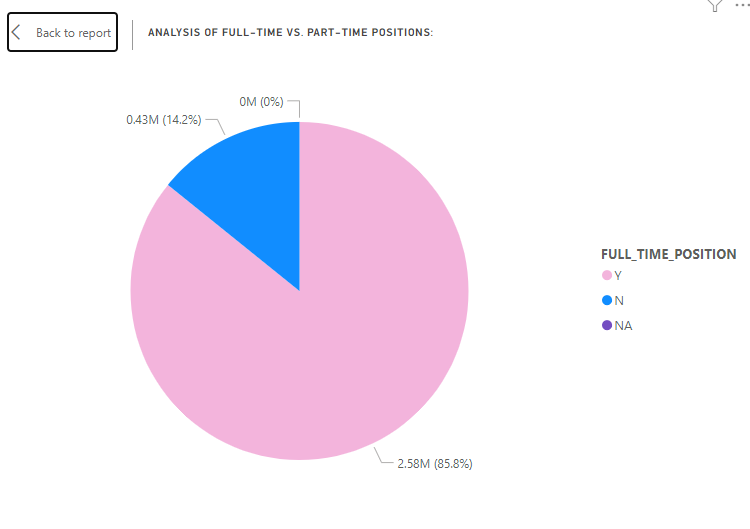 Back to report
ANALYSIS OF FULL-TIME VS. PART-TIME POSITIONS:
0M (0%)
0.43M (14.2%)
FULL_TIME_POSITION
Y
N
NA
2.58M (85.8%)